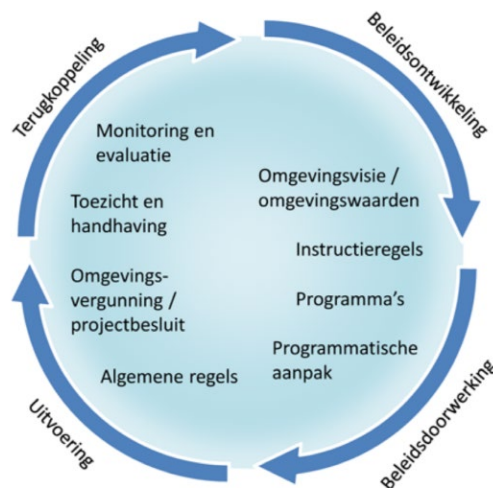 Terugkoppeling
Beleidsontwikkeling
Monitoring en
evaluatie
Omgevingsvisie /
omgevingswaarden
Toezicht en
handhaving
Instructieregels
Omgevings-
vergunning /
projectbesluit
Programma’s
Programmatische
aanpak
Algemene regels
Uitvoering
Beleidsdoorwerking